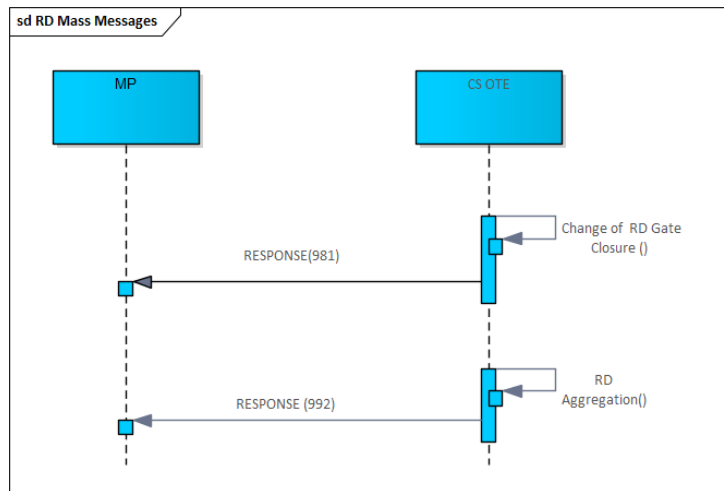 sd RD Mass Messages
MP
CS OTE
Change of RD Gate
Closure ()
RESPONSE(981)
RD
Aggregation()
RESPONSE (992)